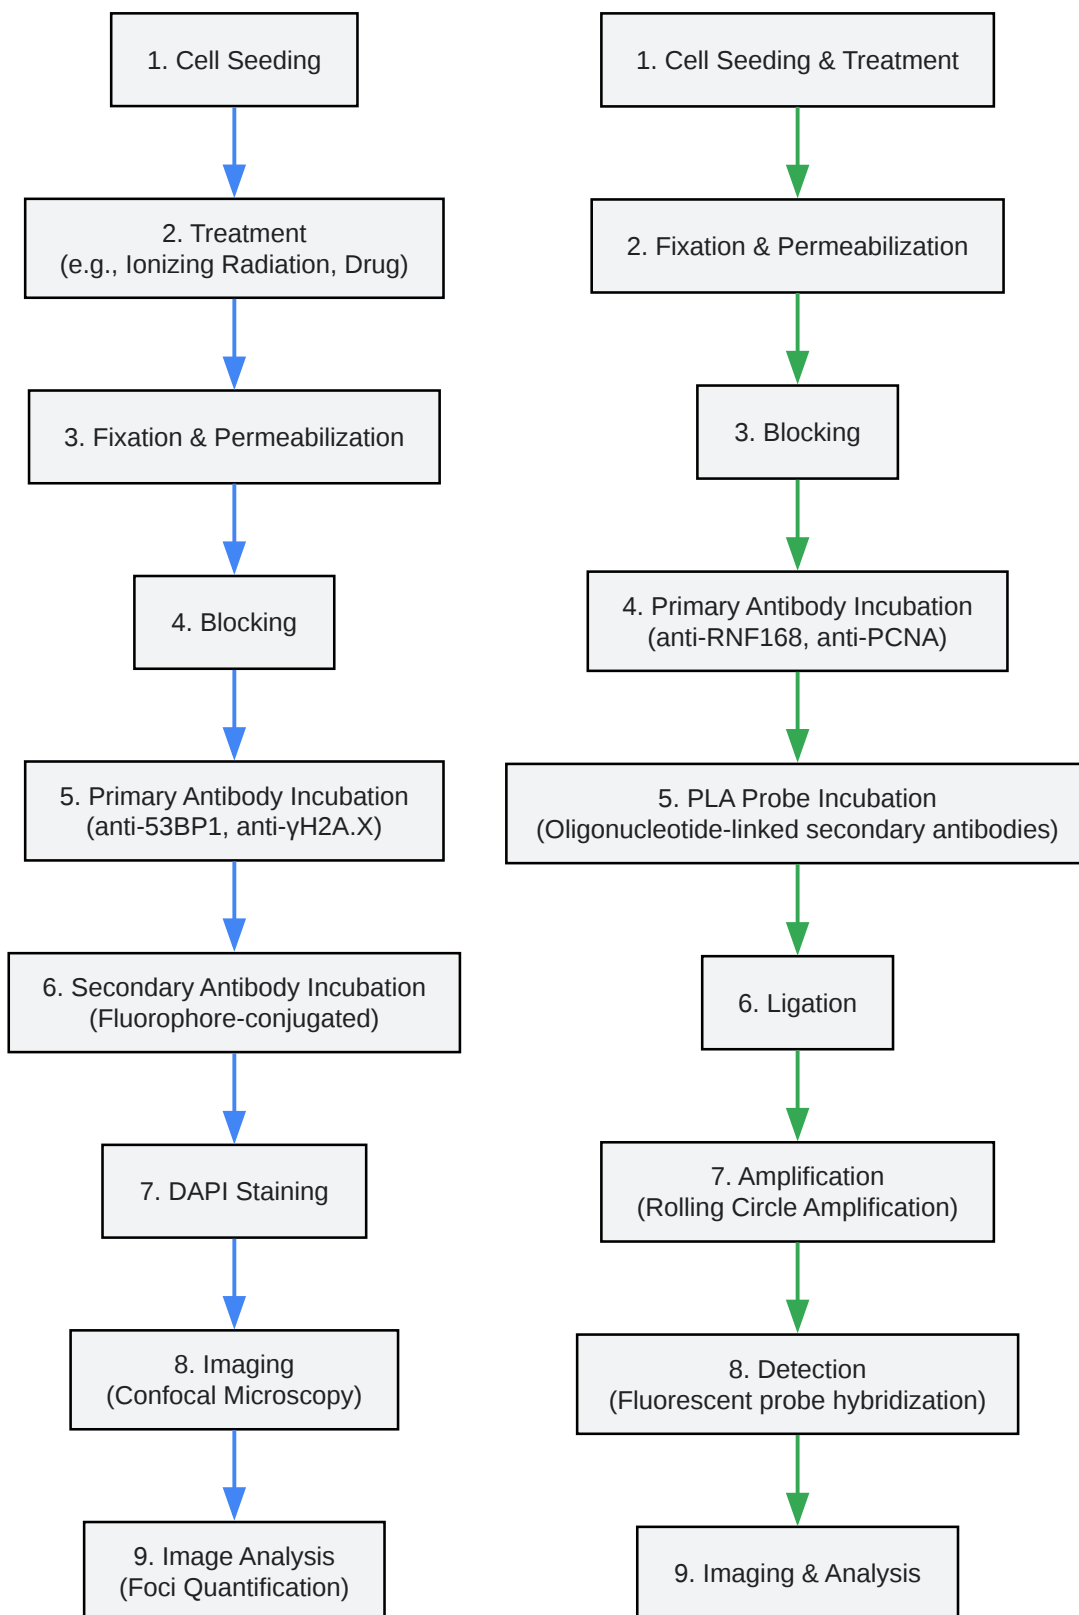 1. Cell Seeding
2. Treatment
(e.g., Ionizing Radiation, Drug)
3. Fixation & Permeabilization
4. Blocking
5. Primary Antibody Incubation
(anti-53BP1, anti-γH2A.X)
6. Secondary Antibody Incubation
(Fluorophore-conjugated)
7. DAPI Staining
8. Imaging
(Confocal Microscopy)
9. Image Analysis
(Foci Quantification)
1. Cell Seeding & Treatment
2. Fixation & Permeabilization
3. Blocking
4. Primary Antibody Incubation
(anti-RNF168, anti-PCNA)
5. PLA Probe Incubation
(Oligonucleotide-linked secondary antibodies)
6. Ligation
7. Amplification
(Rolling Circle Amplification)
8. Detection
(Fluorescent probe hybridization)
9. Imaging & Analysis